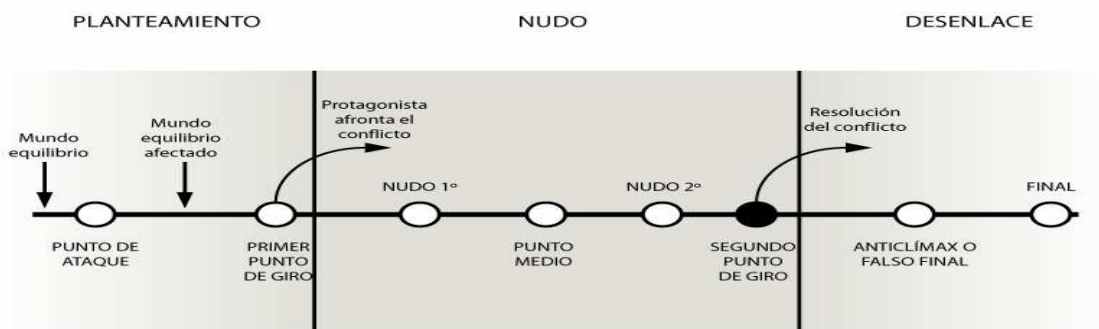 PLANTEAMIENTO
NUDO
DESENLACE
Mundo
equilibrio
Mundo
equilibrio
afectado
Protagonista
afronta el
conflicto
Resolución
del conflicto
NUDO 1º
NUDO 2º
FINAL
PUNTO DE
ATAQUE
PRIMER
PUNTO
DE GIRO
PUNTO
MEDIO
SEGUNDO
PUNTO
DE GIRO
ANTICLÍMAX O
FALSO FINAL